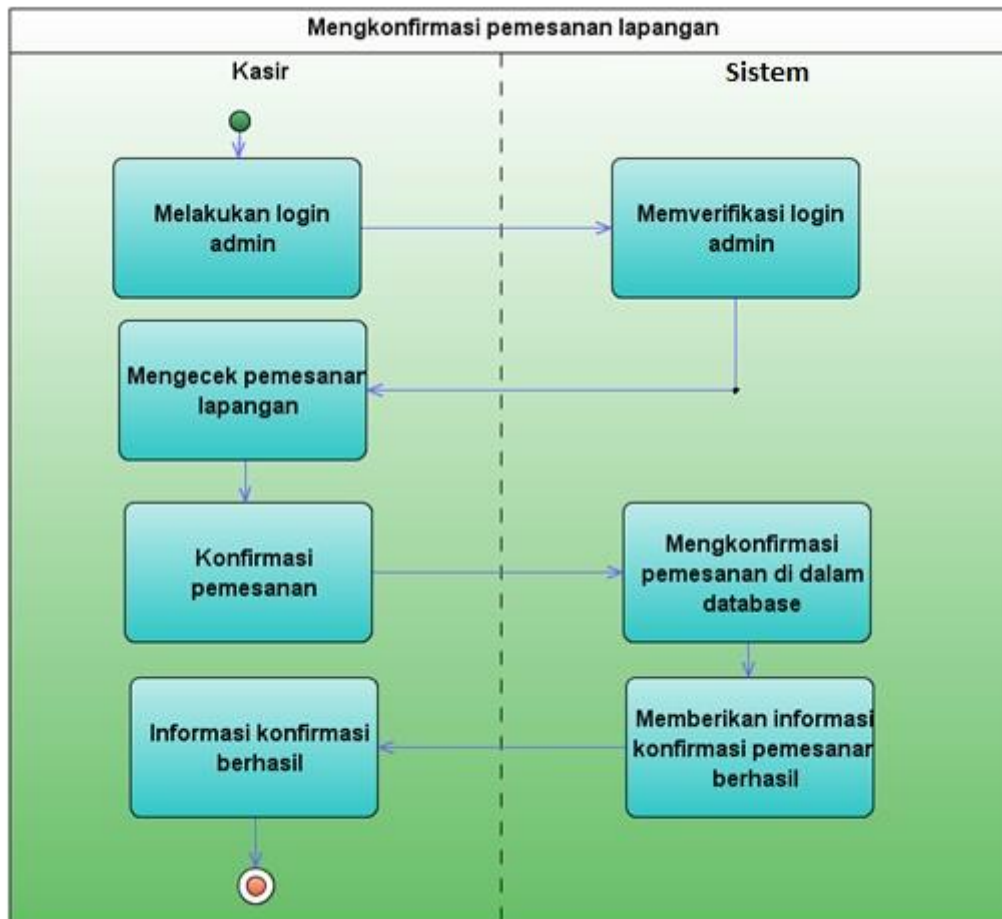 Mengkonfirmasi pemesanan lapangan
Kasir
Sistem
Melakukan login
admin
Memverifikasi login
admin
Mengecek pemesanan
lapangan
Konfirmasi
pemesanan
Mengkonfirmasi
pemesanan di dalam
database
Memberikan informasi
konfirmasi pemesanan
berhasil
Informasi konfirmasi
berhasil